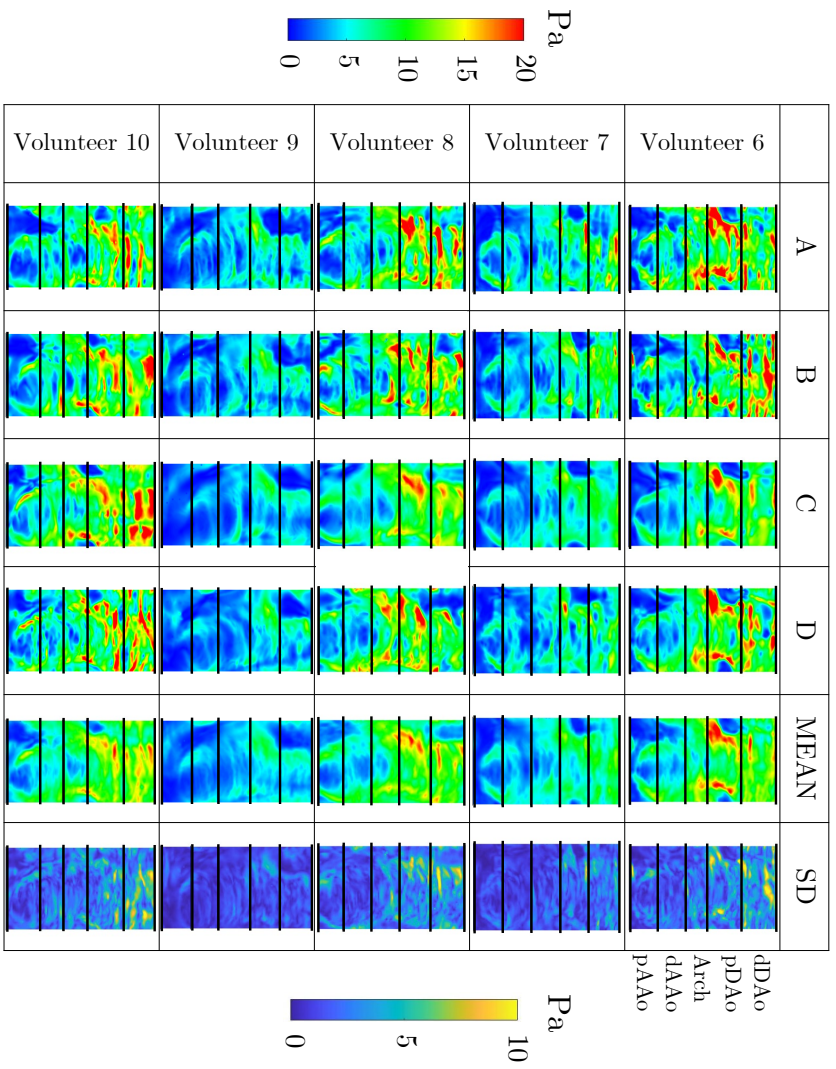 Pa
0 5 10 15 20
Volunteer 10
Volunteer 9
Volunteer 8
Volunteer 7
Volunteer 6
A
B
C
D
MEAN
SD
dDAo
pDAo
Arch
dAAo
pAAo
Pa
0 5 10